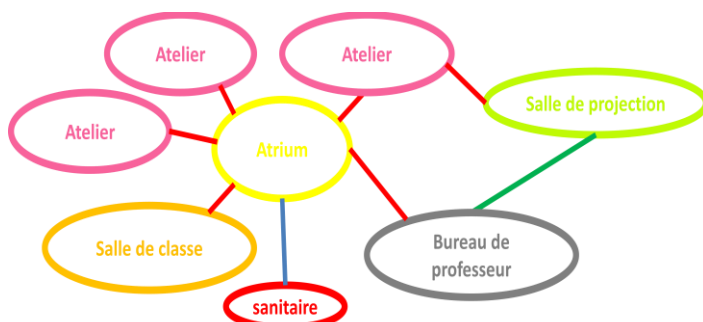 Atelier
Atelier
Salle de projection
Atelier
Atrium
Salle de classe
Bureau de
professeur
sanitaire